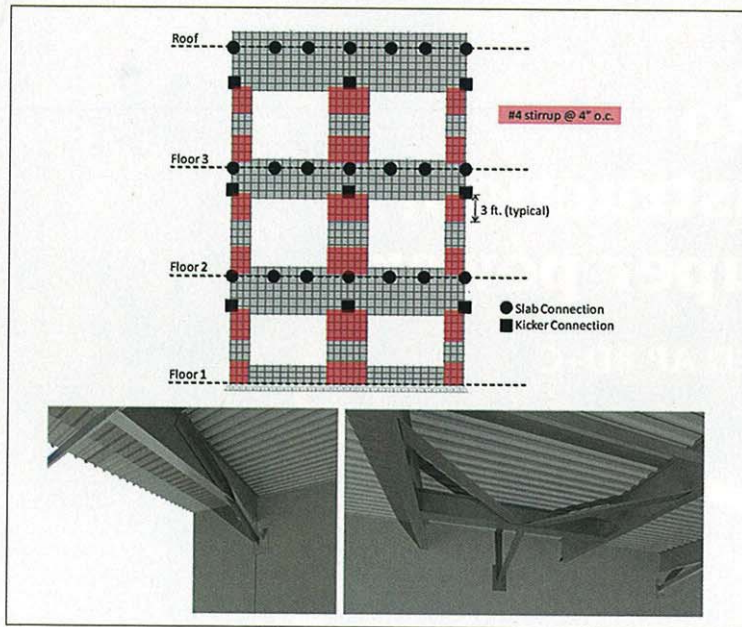 Roof
#4 stirrup @ 4" o.c.
Floor 3
3 ft. (typical)
Floor 2
Slab Connection
Kicker Connection
Floor 1